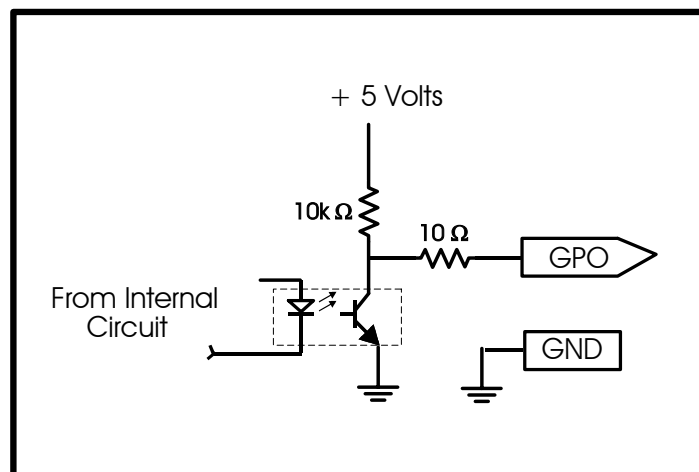 + 5 Volts
10k Ω
10 Ω
GPO
From Internal
Circuit
GND